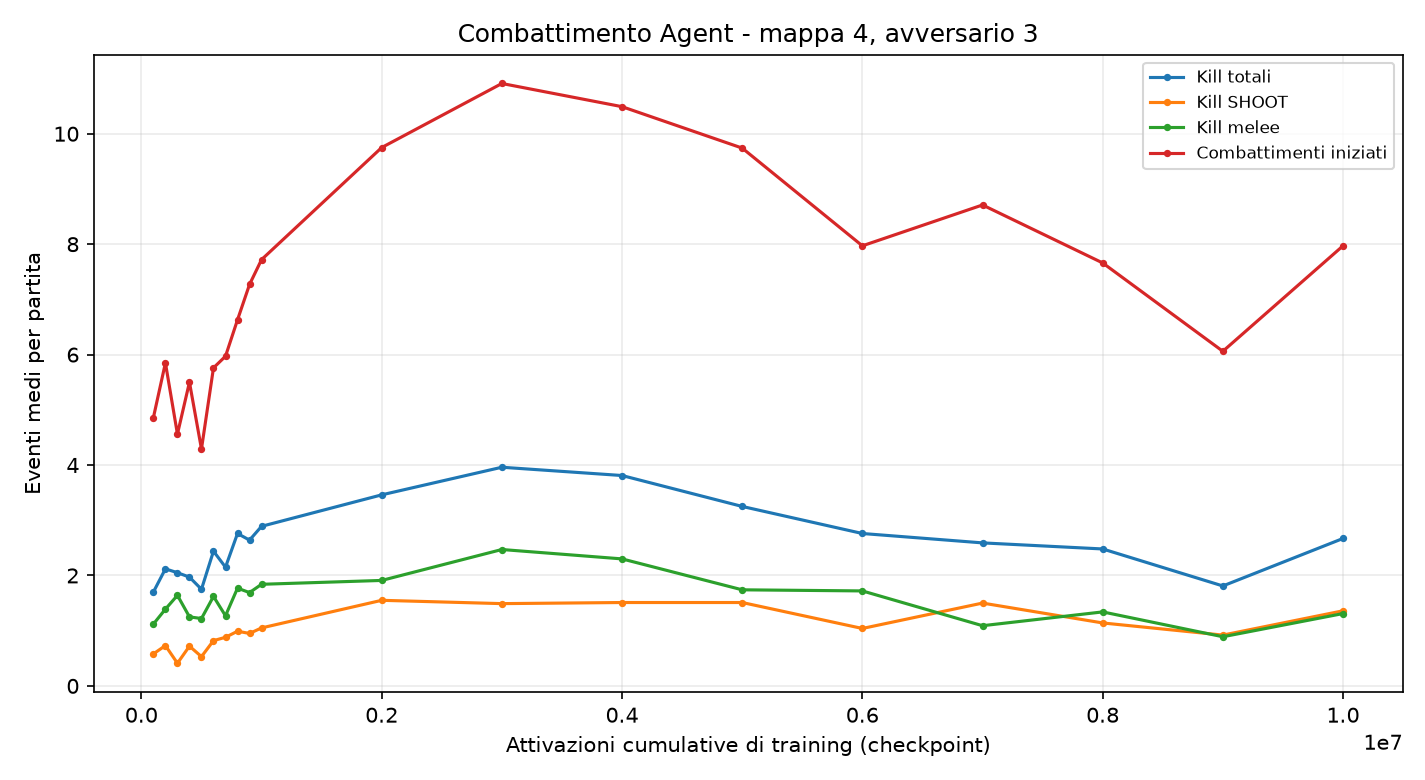 Combattimento Agent - mappa 4, avversario 3
Kill totali
Kill SHOOT
Kill melee
Combattimenti iniziati
Eventi medi per partita
10
8
6
4
2
0
0.0 0.2 0.4 0.6 0.8 1.0
1e7
Attivazioni cumulative di training (checkpoint)